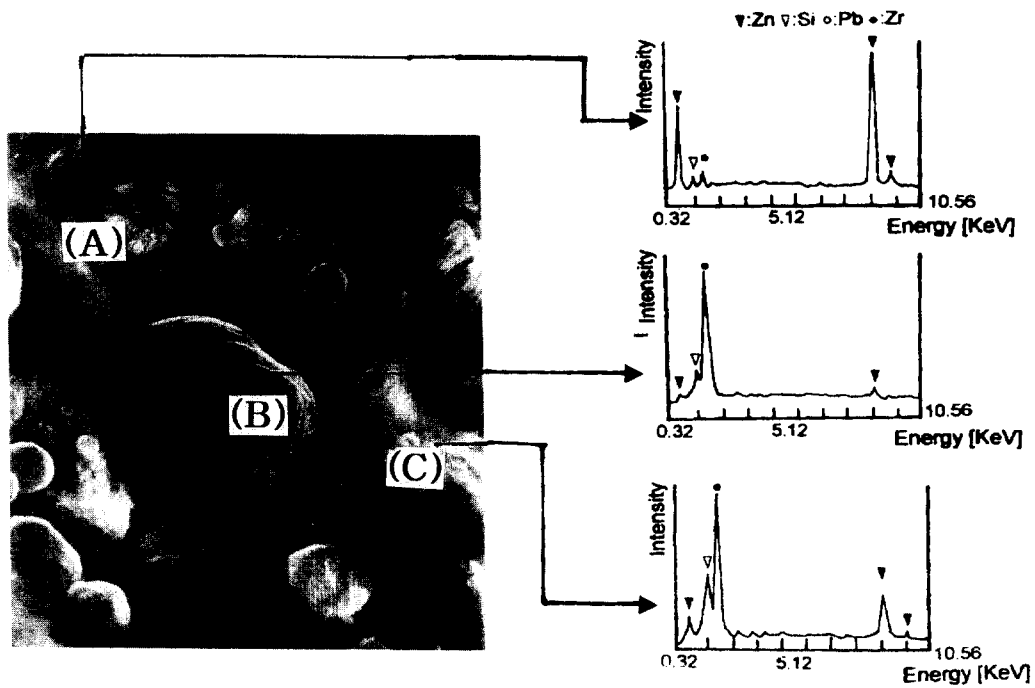 ▼:Zn ▽:Si ○:Pb ●:Zr
Intensity
0.32 5.12 10.56
Energy [KeV]
(A)
Intensity
0.32 5.12 10.56
Energy [KeV]
(B)
(C)
Intensity
0.32 5.12 10.56
Energy [KeV]